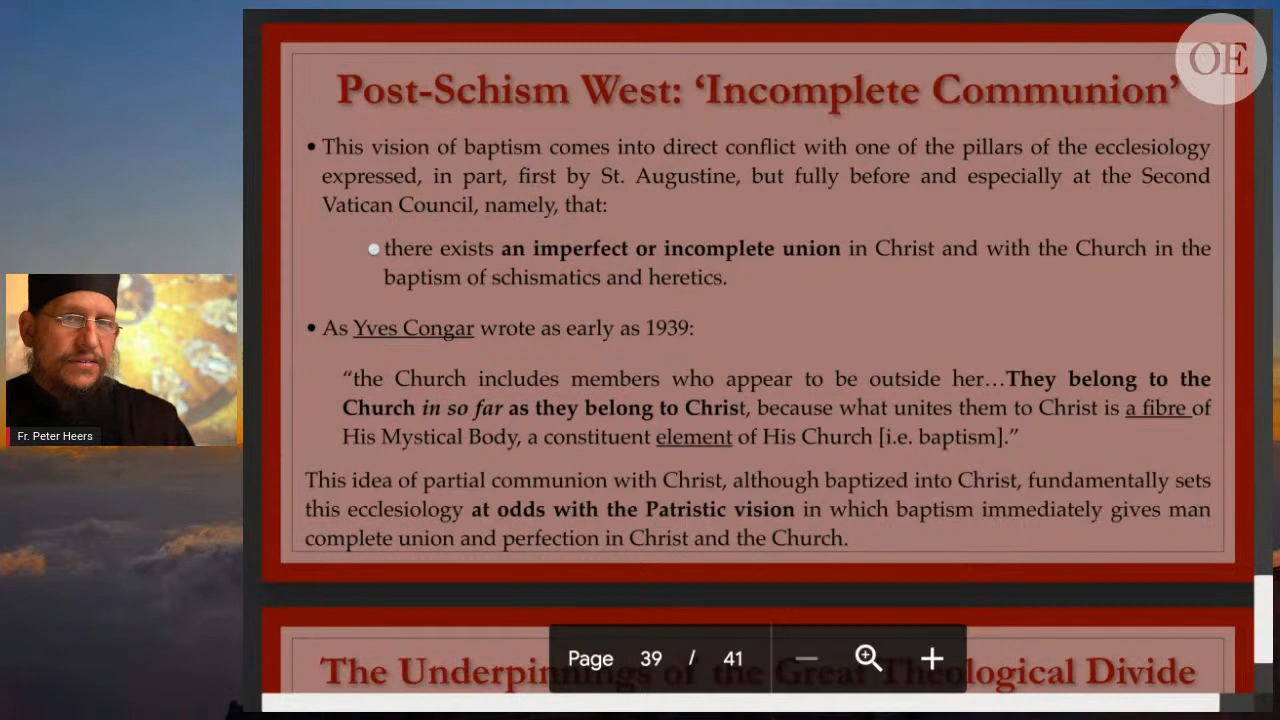 OE
Post-Schism West: ‘Incomplete Communion’
• This vision of baptism comes into direct conflict with one of the pillars of the ecclesiology
expressed, in part, first by St. Augustine, but fully before and especially at the Second
Vatican Council, namely, that:
there exists an imperfect or incomplete union in Christ and with the Church in the
baptism of schismatics and heretics.
• As Yves Congar wrote as early as 1939:
“the Church includes members who appear to be outside her…They belong to the
Church in so far as they belong to Christ, because what unites them to Christ is a fibre of
His Mystical Body, a constituent element of His Church [i.e. baptism].”
This idea of partial communion with Christ, although baptized into Christ, fundamentally sets
this ecclesiology at odds with the Patristic vision in which baptism immediately gives man
complete union and perfection in Christ and the Church.
Fr. Peter Heers
Page 39 / 41
The Underpinnings of the Great Theological Divide